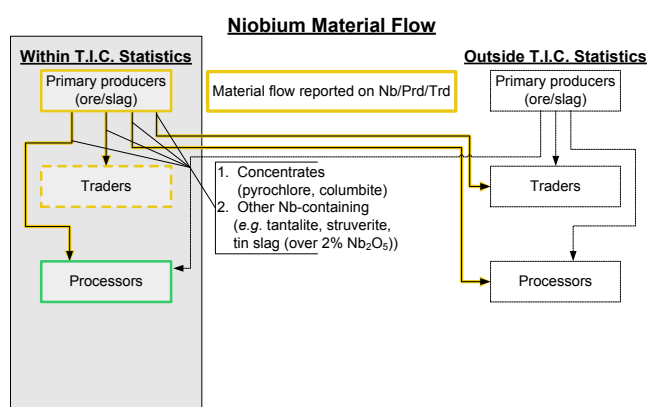 Niobium Material Flow
Within T.I.C. Statistics
Outside T.I.C. Statistics
Primary producers
(ore/slag)
Material flow reported on Nb/Prd/Trd
Primary producers
(ore/slag)
1. Concentrates
(pyrochlore, columbite)
2. Other Nb-containing
(e.g. tantalite, struverite,
tin slag (over 2% Nb₂O₅))
Traders
Traders
Processors
Processors